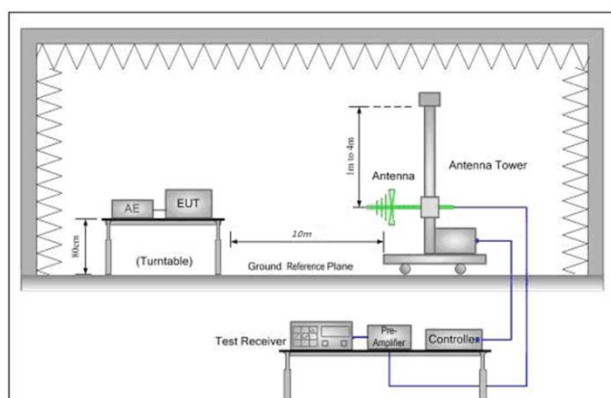 1m to 4m
Antenna
Antenna Tower
AE
EUT
80cm
(Turntable)
10m
Ground Reference Plane
Test Receiver
Pre-
Amplifier
Controller